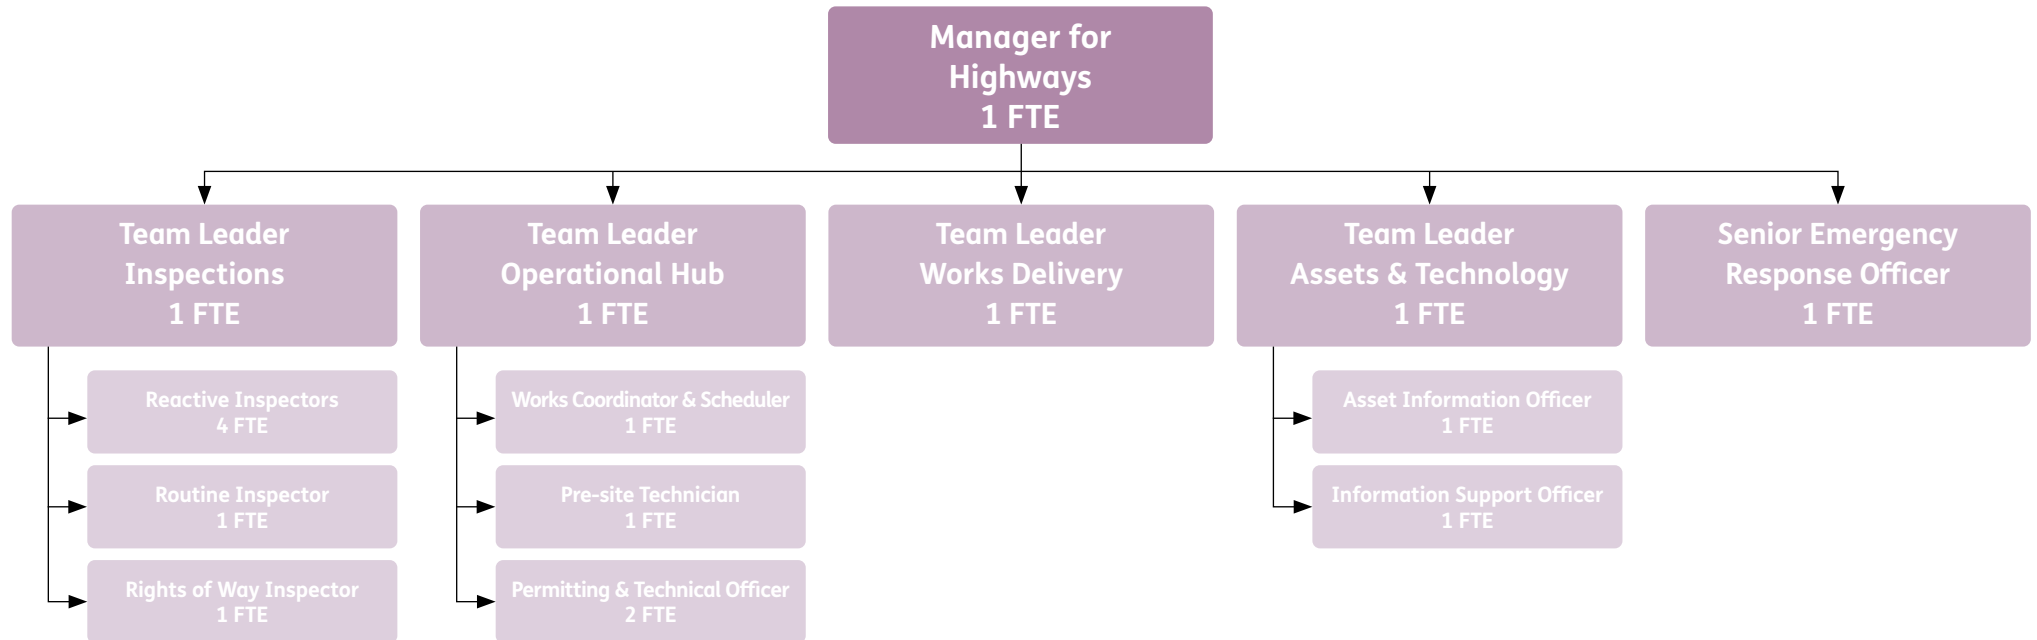 Manager for
Highways
1 FTE
Team Leader
Inspections
1 FTE
Team Leader
Operational Hub
1 FTE
Team Leader
Works Delivery
1 FTE
Team Leader
Assets & Technology
1 FTE
Senior Emergency
Response Officer
1 FTE
Reactive Inspectors
4 FTE
Routine Inspector
1 FTE
Rights of Way Inspector
1 FTE
Works Coordinator & Scheduler
1 FTE
Pre-site Technician
1 FTE
Permitting & Technical Officer
2 FTE
Asset Information Officer
1 FTE
Information Support Officer
1 FTE